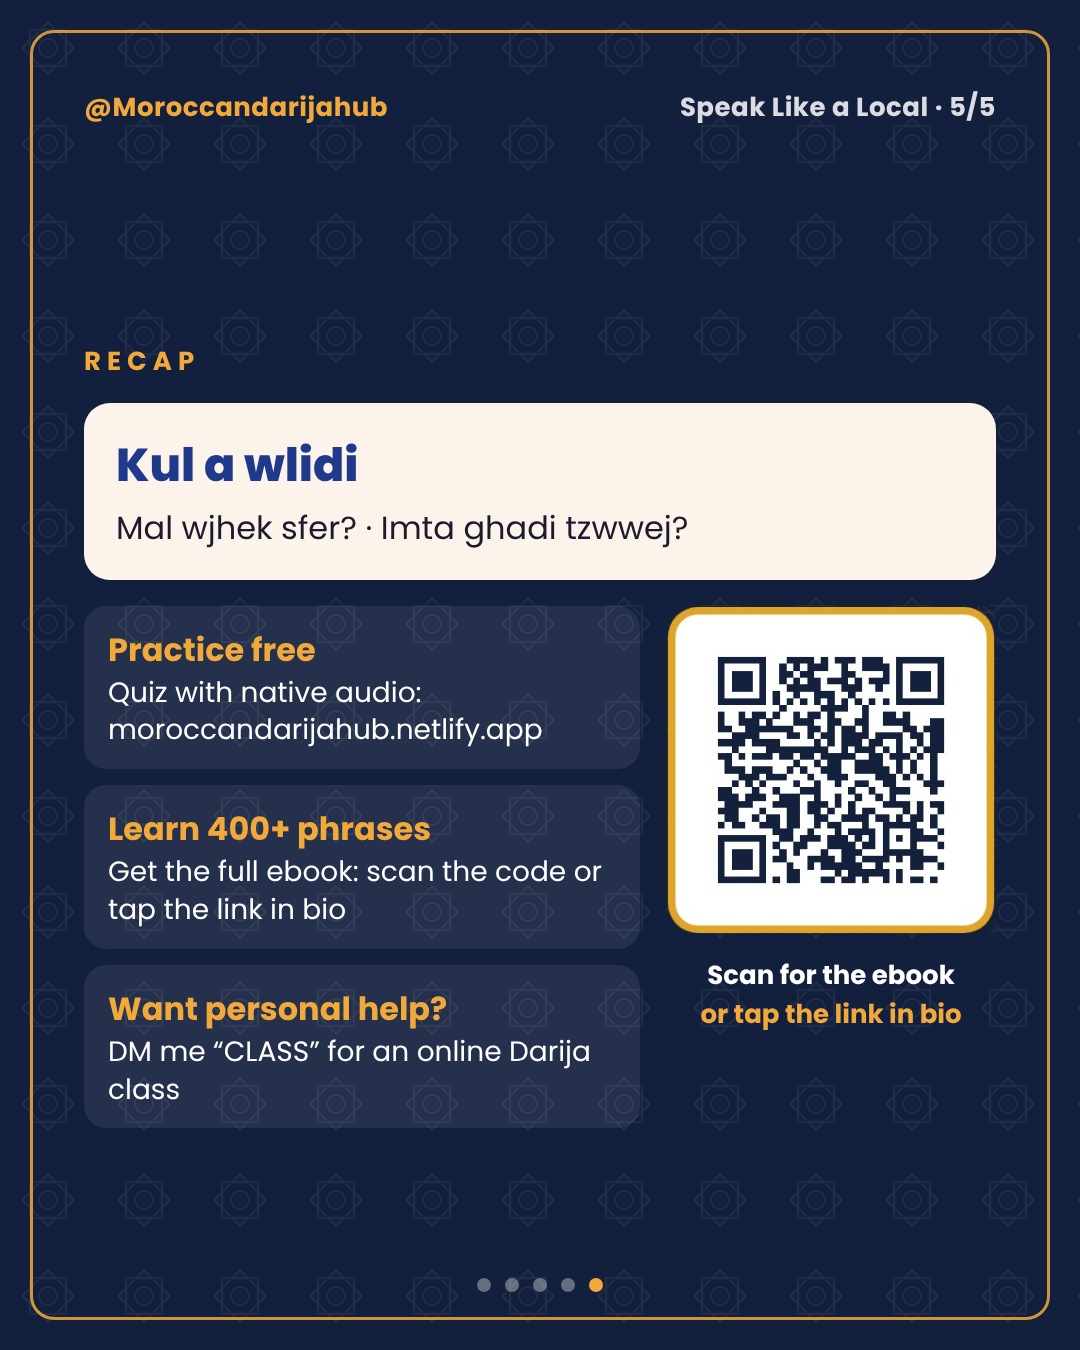 @Moroccandarijahub
Speak Like a Local · 5/5
RECAP
Kul a wlidi
Mal wjhek sfer? · Imta ghadi tzwwej?
Practice free
Quiz with native audio:
moroccandarijahub.netlify.app
Learn 400+ phrases
Get the full ebook: scan the code or
tap the link in bio
Want personal help?
DM me “CLASS” for an online Darija
class
Scan for the ebook
or tap the link in bio